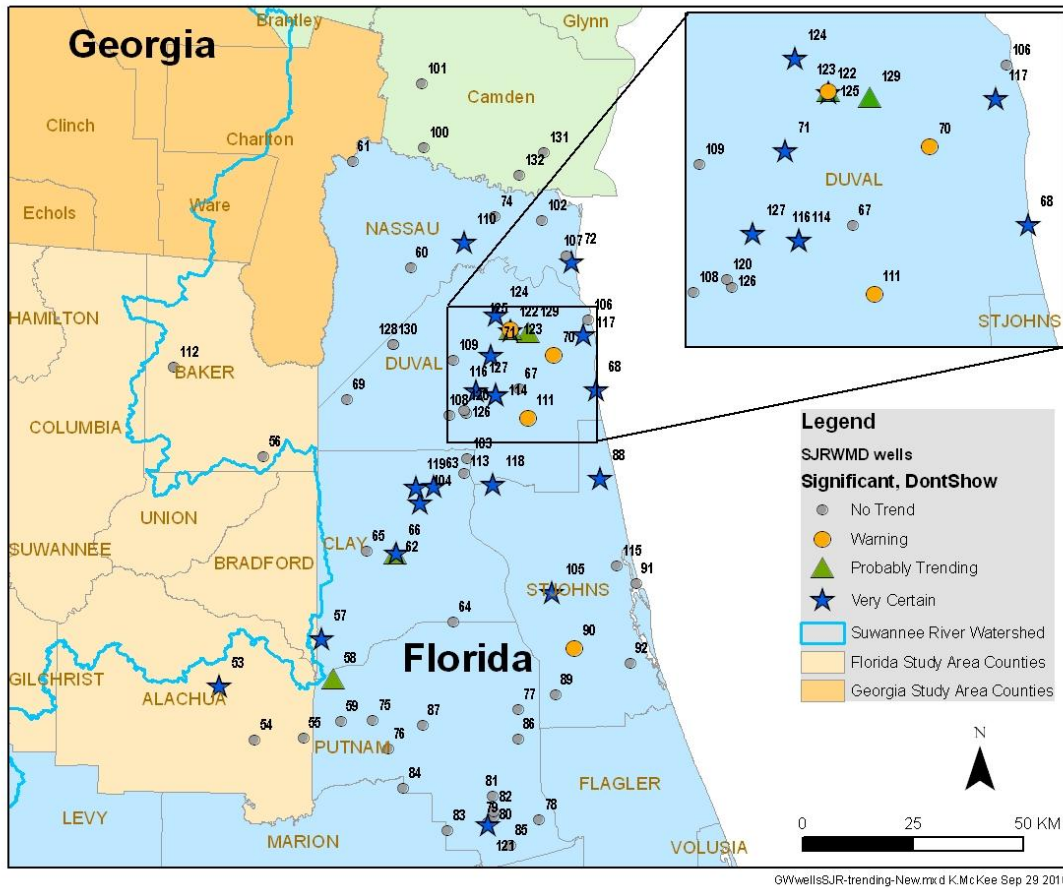 Georgia
Brantley
Glynn
101
Camden
Clinch
Charlton
100
131
61
132
Echols
Ware
74
102
NASSAU
110
107
72
60
124
HAMILTON
106
125
122
129
117
71
123
70
128
130
112
109
DUVAL
BAKER
127
116
67
68
69
114
120
COLUMBIA
108
126
111
56
103
113
118
88
119
63
104
UNION
66
SUWANNEE
65
CLAY
62
BRADFORD
115
105
91
STJOHNS
57
64
90
Florida
92
58
53
GILCHRIST
ALACHUA
89
77
59
75
87
54
55
PUTNAM
76
86
84
81
FLAGLER
82
79
78
LEVY
83
80
85
MARION
121
VOLUSIA
124
106
123
122
129
117
125
71
70
109
DUVAL
68
127
116
114
67
120
108
126
111
STJOHNS
Legend
SJRWMD wells
Significant, DontShow
No Trend
Warning
Probably Trending
Very Certain
Suwannee River Watershed
Florida Study Area Counties
Georgia Study Area Counties
N
0 25 50 KM
GWwellsSJR-trending-New.mxd K.McKee Sep 29 201